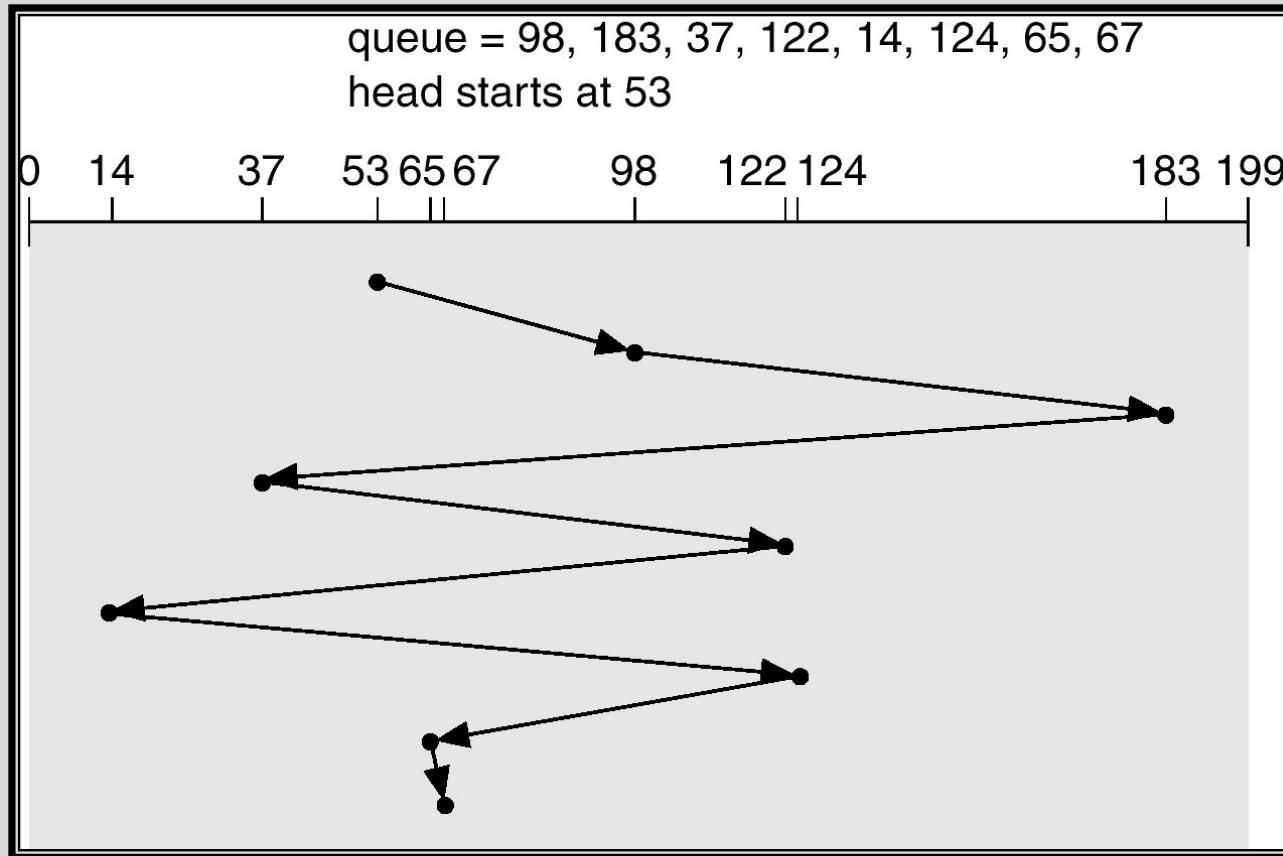 queue = 98, 183, 37, 122, 14, 124, 65, 67
head starts at 53
0 14 37 53 65 67 98 122 124 183 199